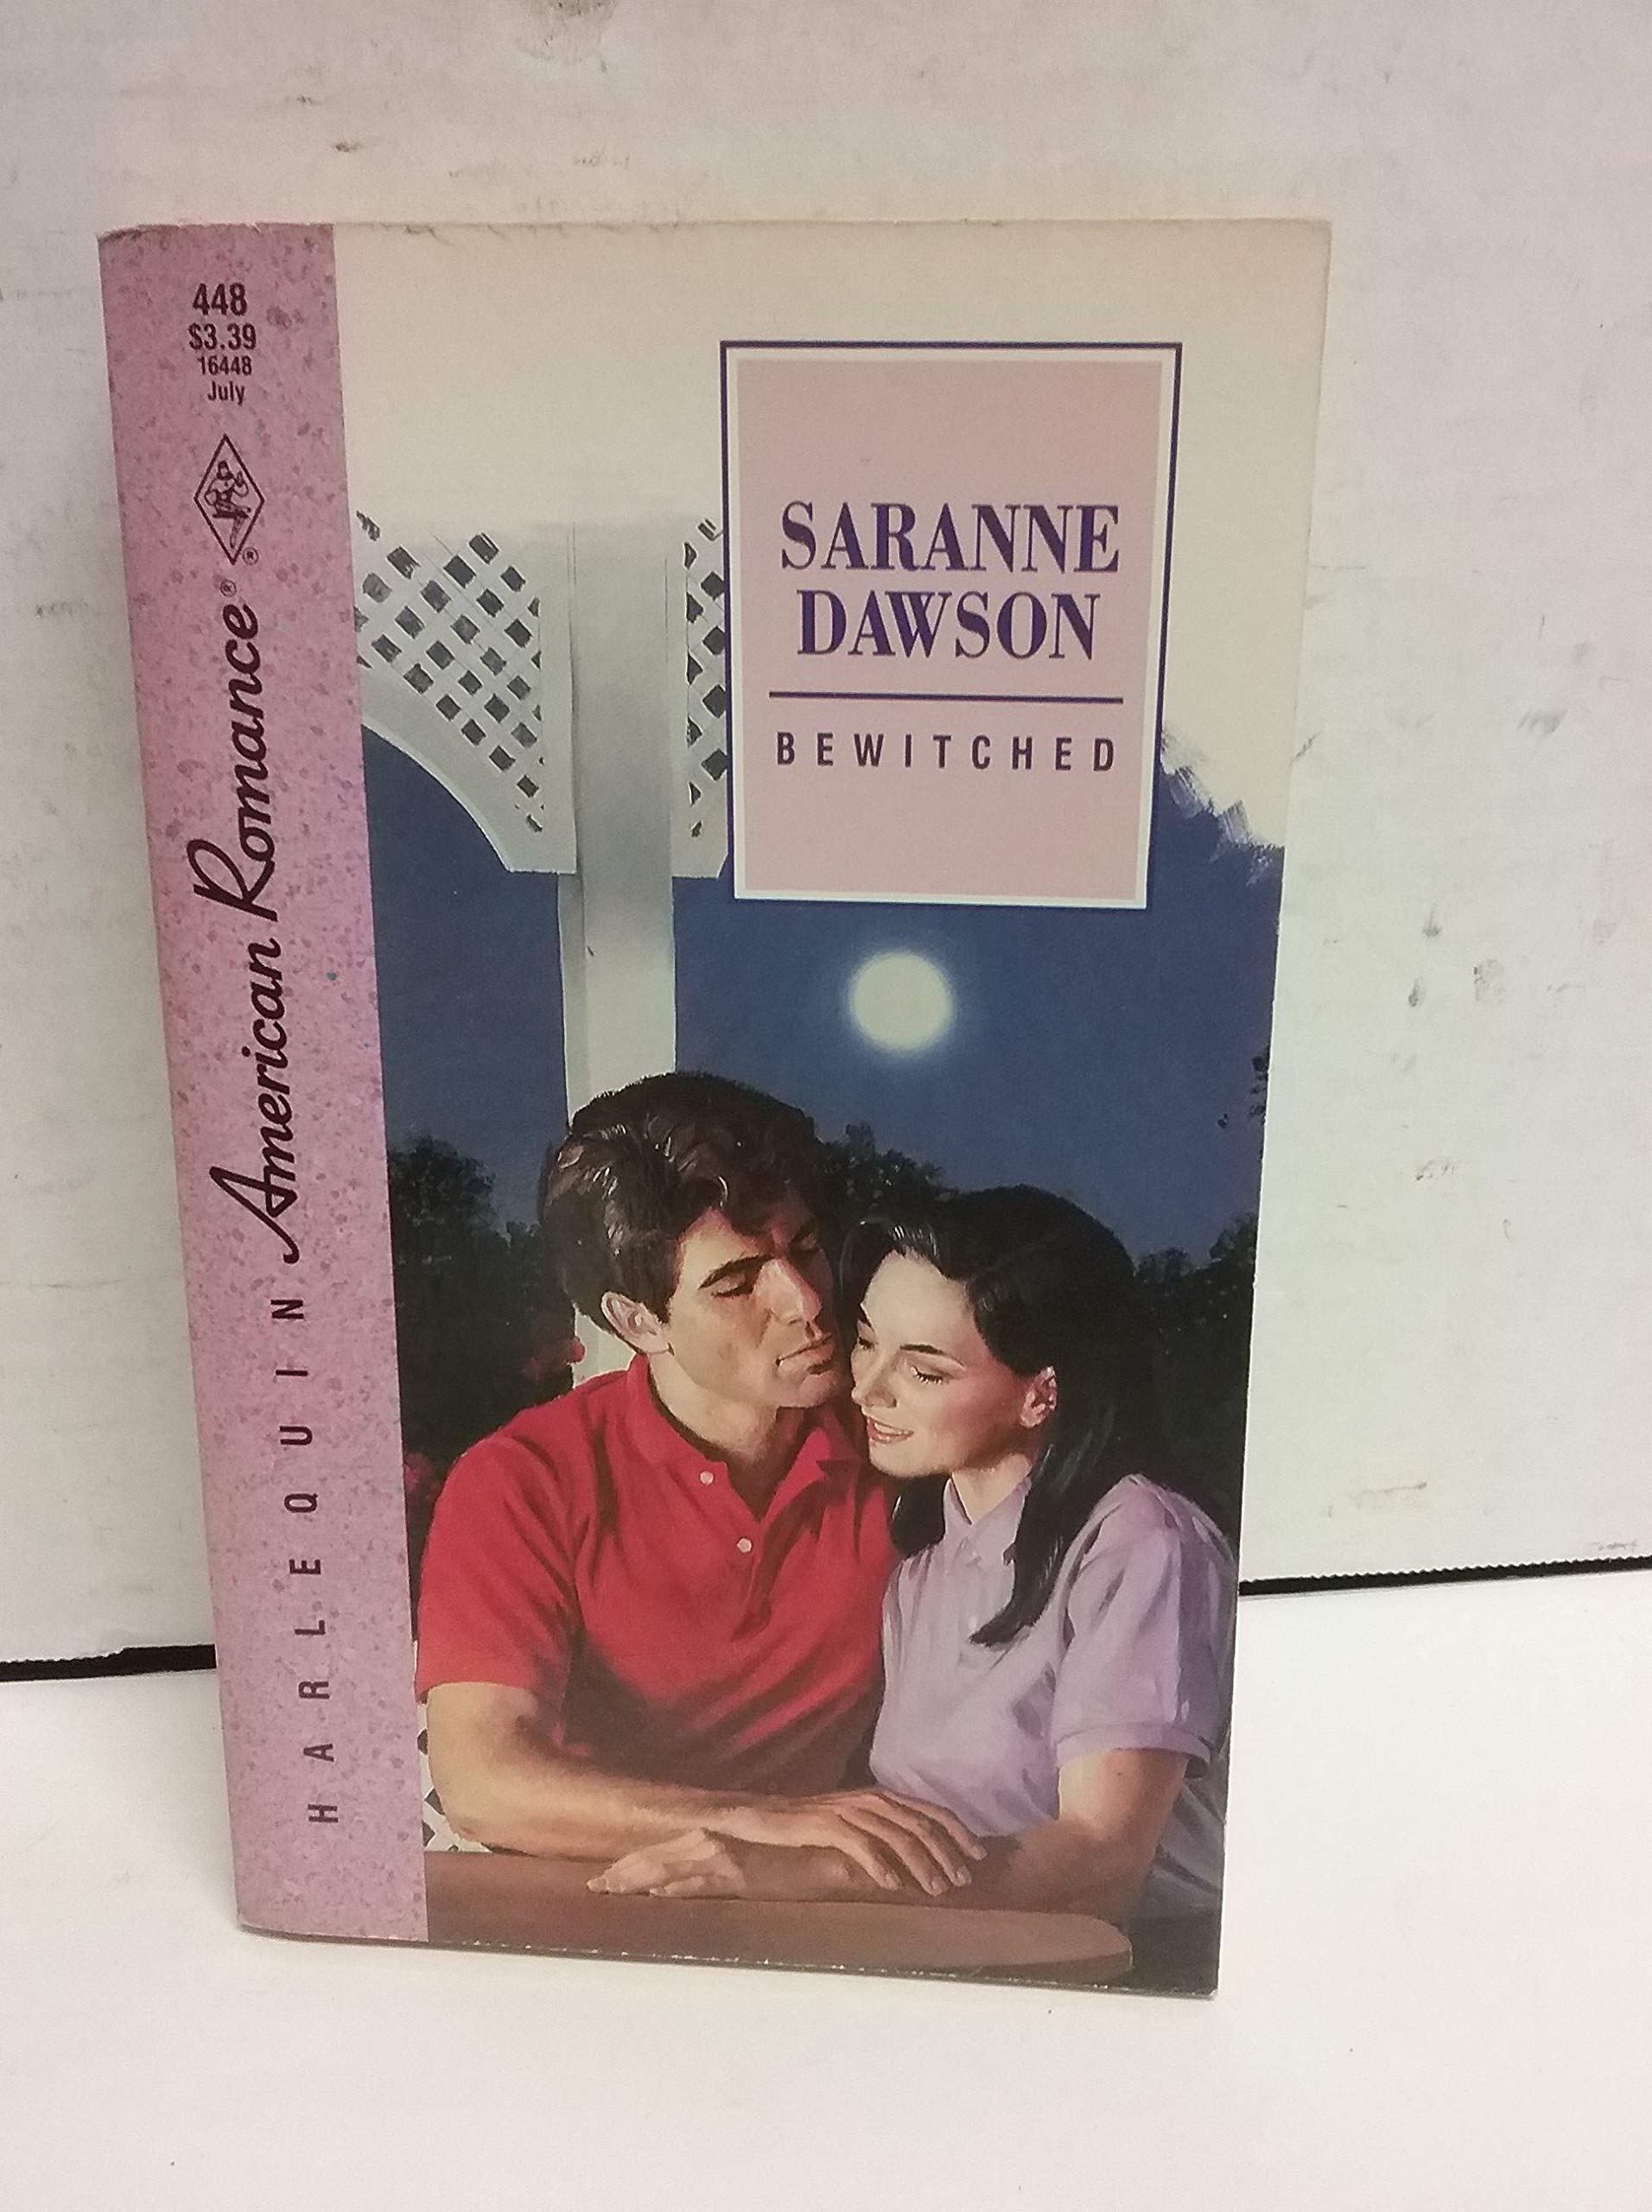 448
$3.39
16448
July
®
HARLEQUIN American Romance®
SARANNE
DAWSON
BEWITCHED